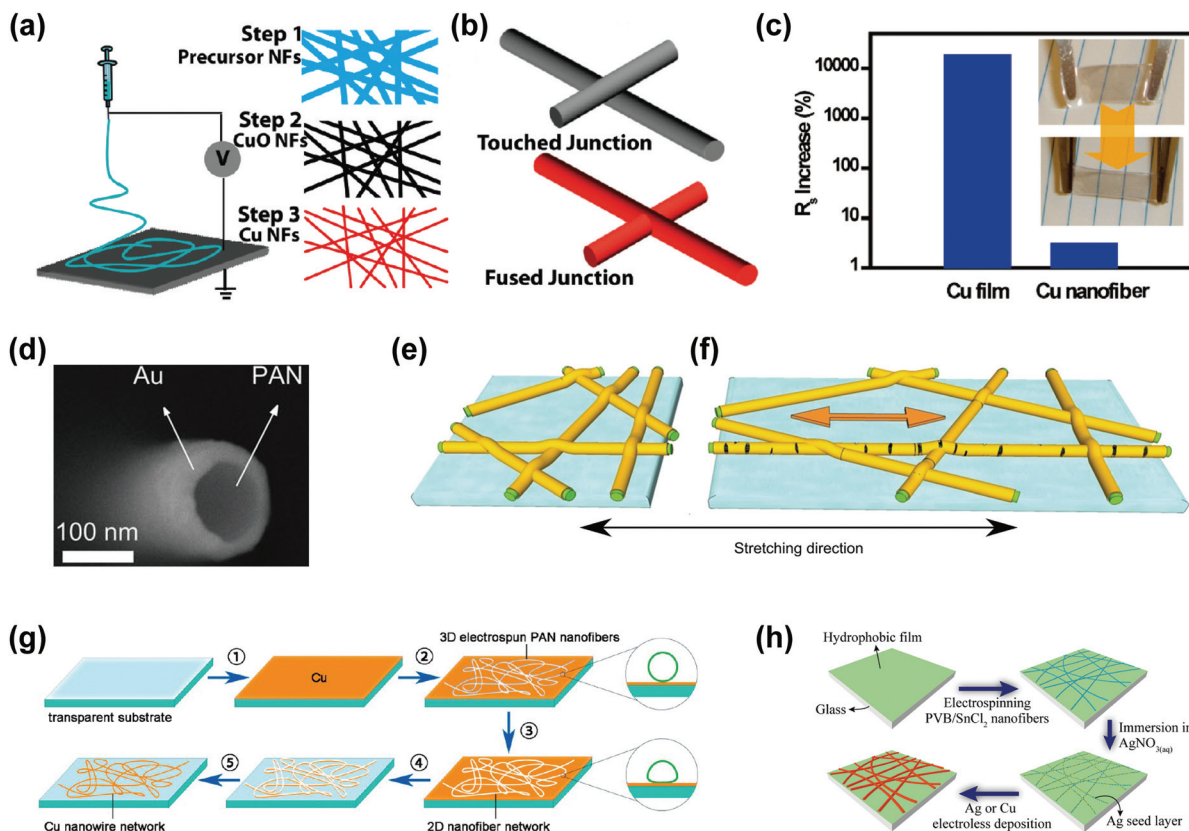 (a)
Step 1
Precursor NFs
Step 2
CuO NFs
Step 3
Cu NFs
V
(b)
Touched Junction
Fused Junction
(c)
Rs Increase (%)
10000
1000
100
10
1
Cu film
Cu nanofiber
(d)
Au
PAN
100 nm
(e)
(f)
Stretching direction
(g)
3D electrospun PAN nanofibers
①
②
Cu
transparent substrate
③
⑤
④
Cu nanowire network
2D nanofiber network
(h)
Hydrophobic film
Glass
Electrospinning
PVB/SnCl2 nanofibers
Immersion in
AgNO3(aq)
Ag or Cu
electroless deposition
Ag seed layer